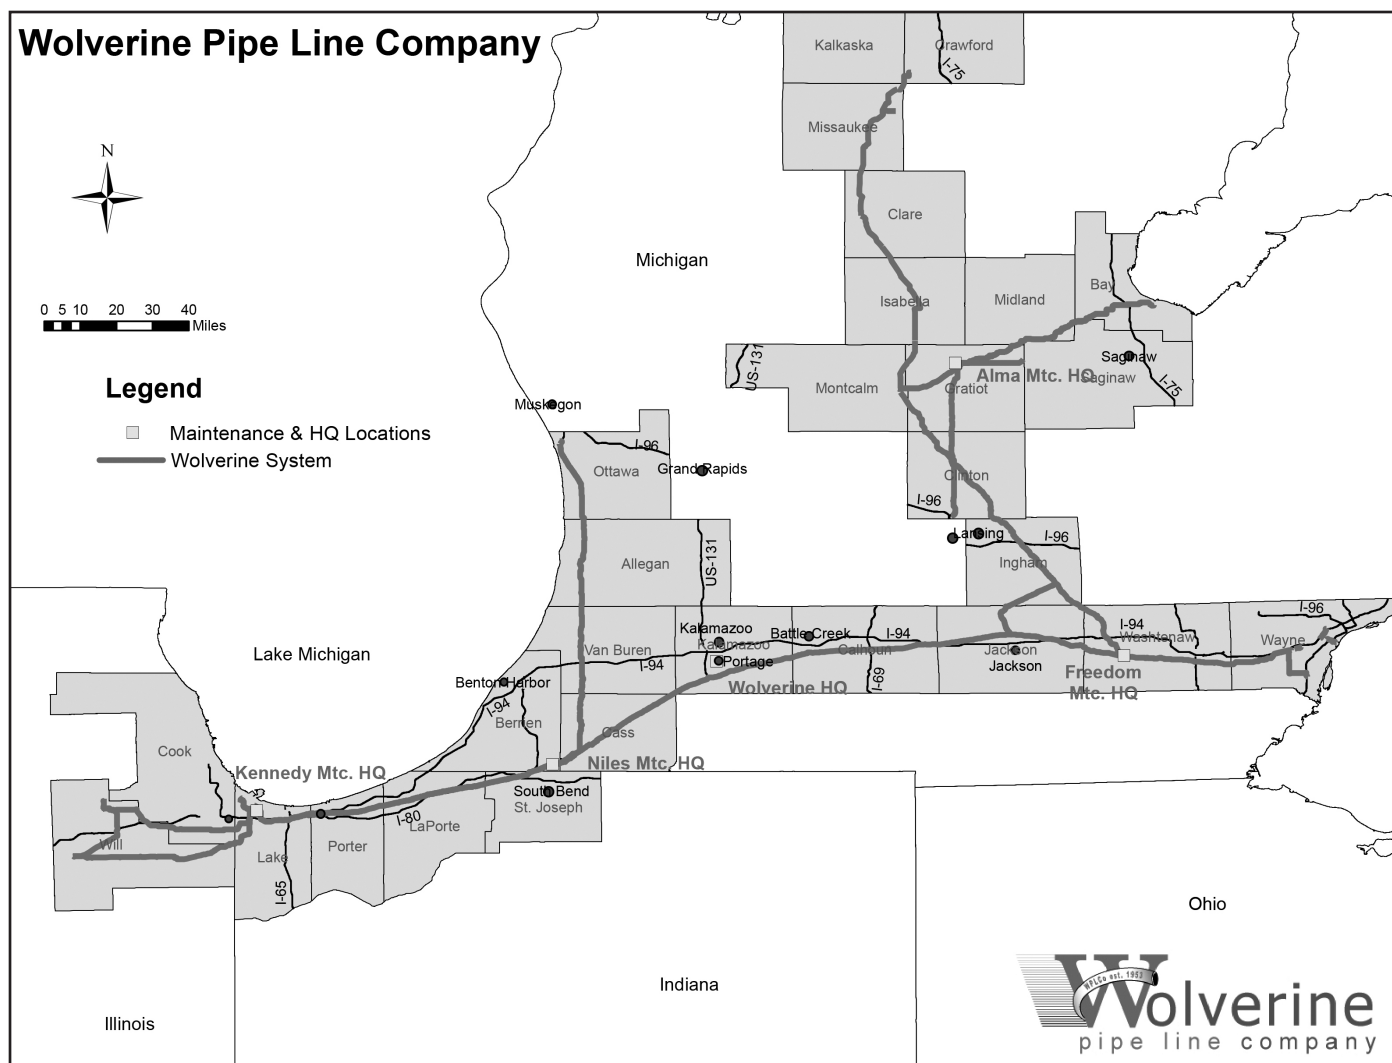 Wolverine Pipe Line Company
Kalkaska
Crawford
I-75
Missaukee
N
Clare
Michigan
Bay
Isabella
Midland
0 5 10 20 30 40
Miles
US-131
Saginaw
Alma Mtc. HQ
Saginaw
Montcalm
Gratiot
I-75
Legend
Muskegon
Maintenance & HQ Locations
Wolverine System
I-96
Ottawa
Grand Rapids
Clinton
I-96
Lansing
I-96
Allegan
US-131
Ingham
I-96
Kalamazoo
Battle Creek
I-94
I-94
Washtenaw
Wayne
Kalamazoo
Van Buren
Calhoun
Jackson
Lake Michigan
I-94
Portage
Jackson
Freedom
Mtc. HQ
Benton Harbor
I-69
Wolverine HQ
I-94
Berrien
Cass
Cook
Kennedy Mtc. HQ
Niles Mtc. HQ
South Bend
St. Joseph
I-80
LaPorte
Will
Lake
Porter
I-65
Ohio
Indiana
Illinois
WPLCo est. 1953
Wolverine
pipe line company